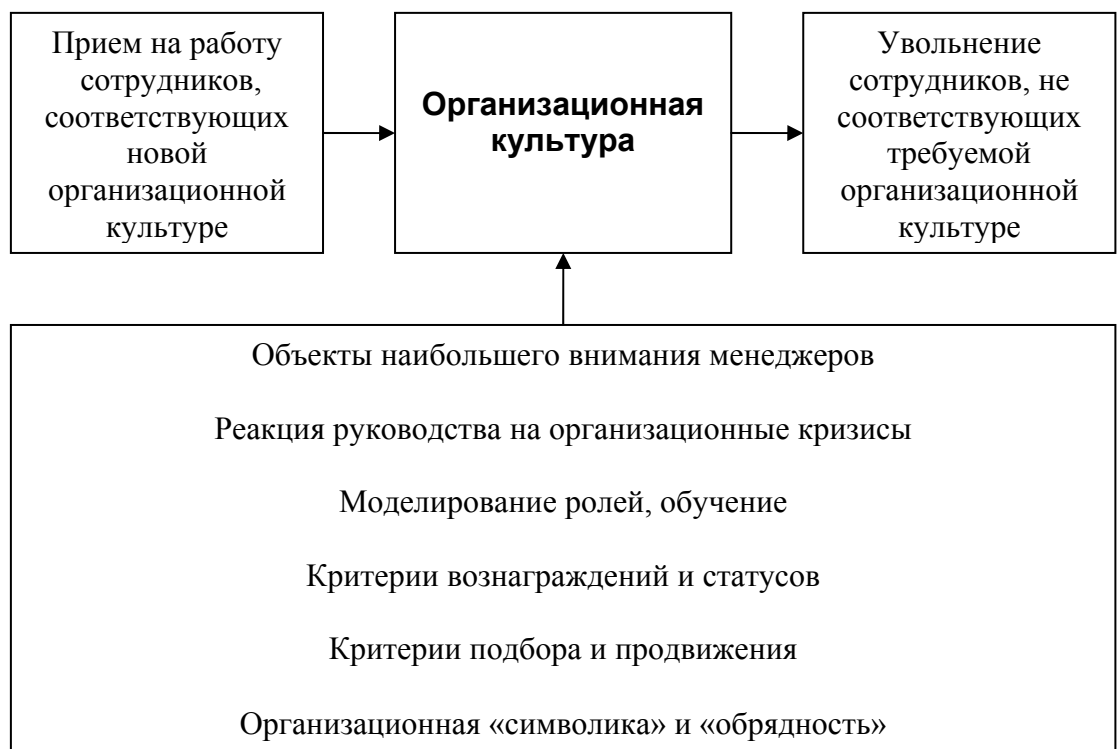 Прием на работу
сотрудников,
соответствующих
новой
организационной
культуре
Организационная
культура
Увольнение
сотрудников, не
соответствующих
требуемой
организационной
культуре
Объекты наибольшего внимания менеджеров
Реакция руководства на организационные кризисы
Моделирование ролей, обучение
Критерии вознаграждений и статусов
Критерии подбора и продвижения
Организационная «символика» и «обрядность»